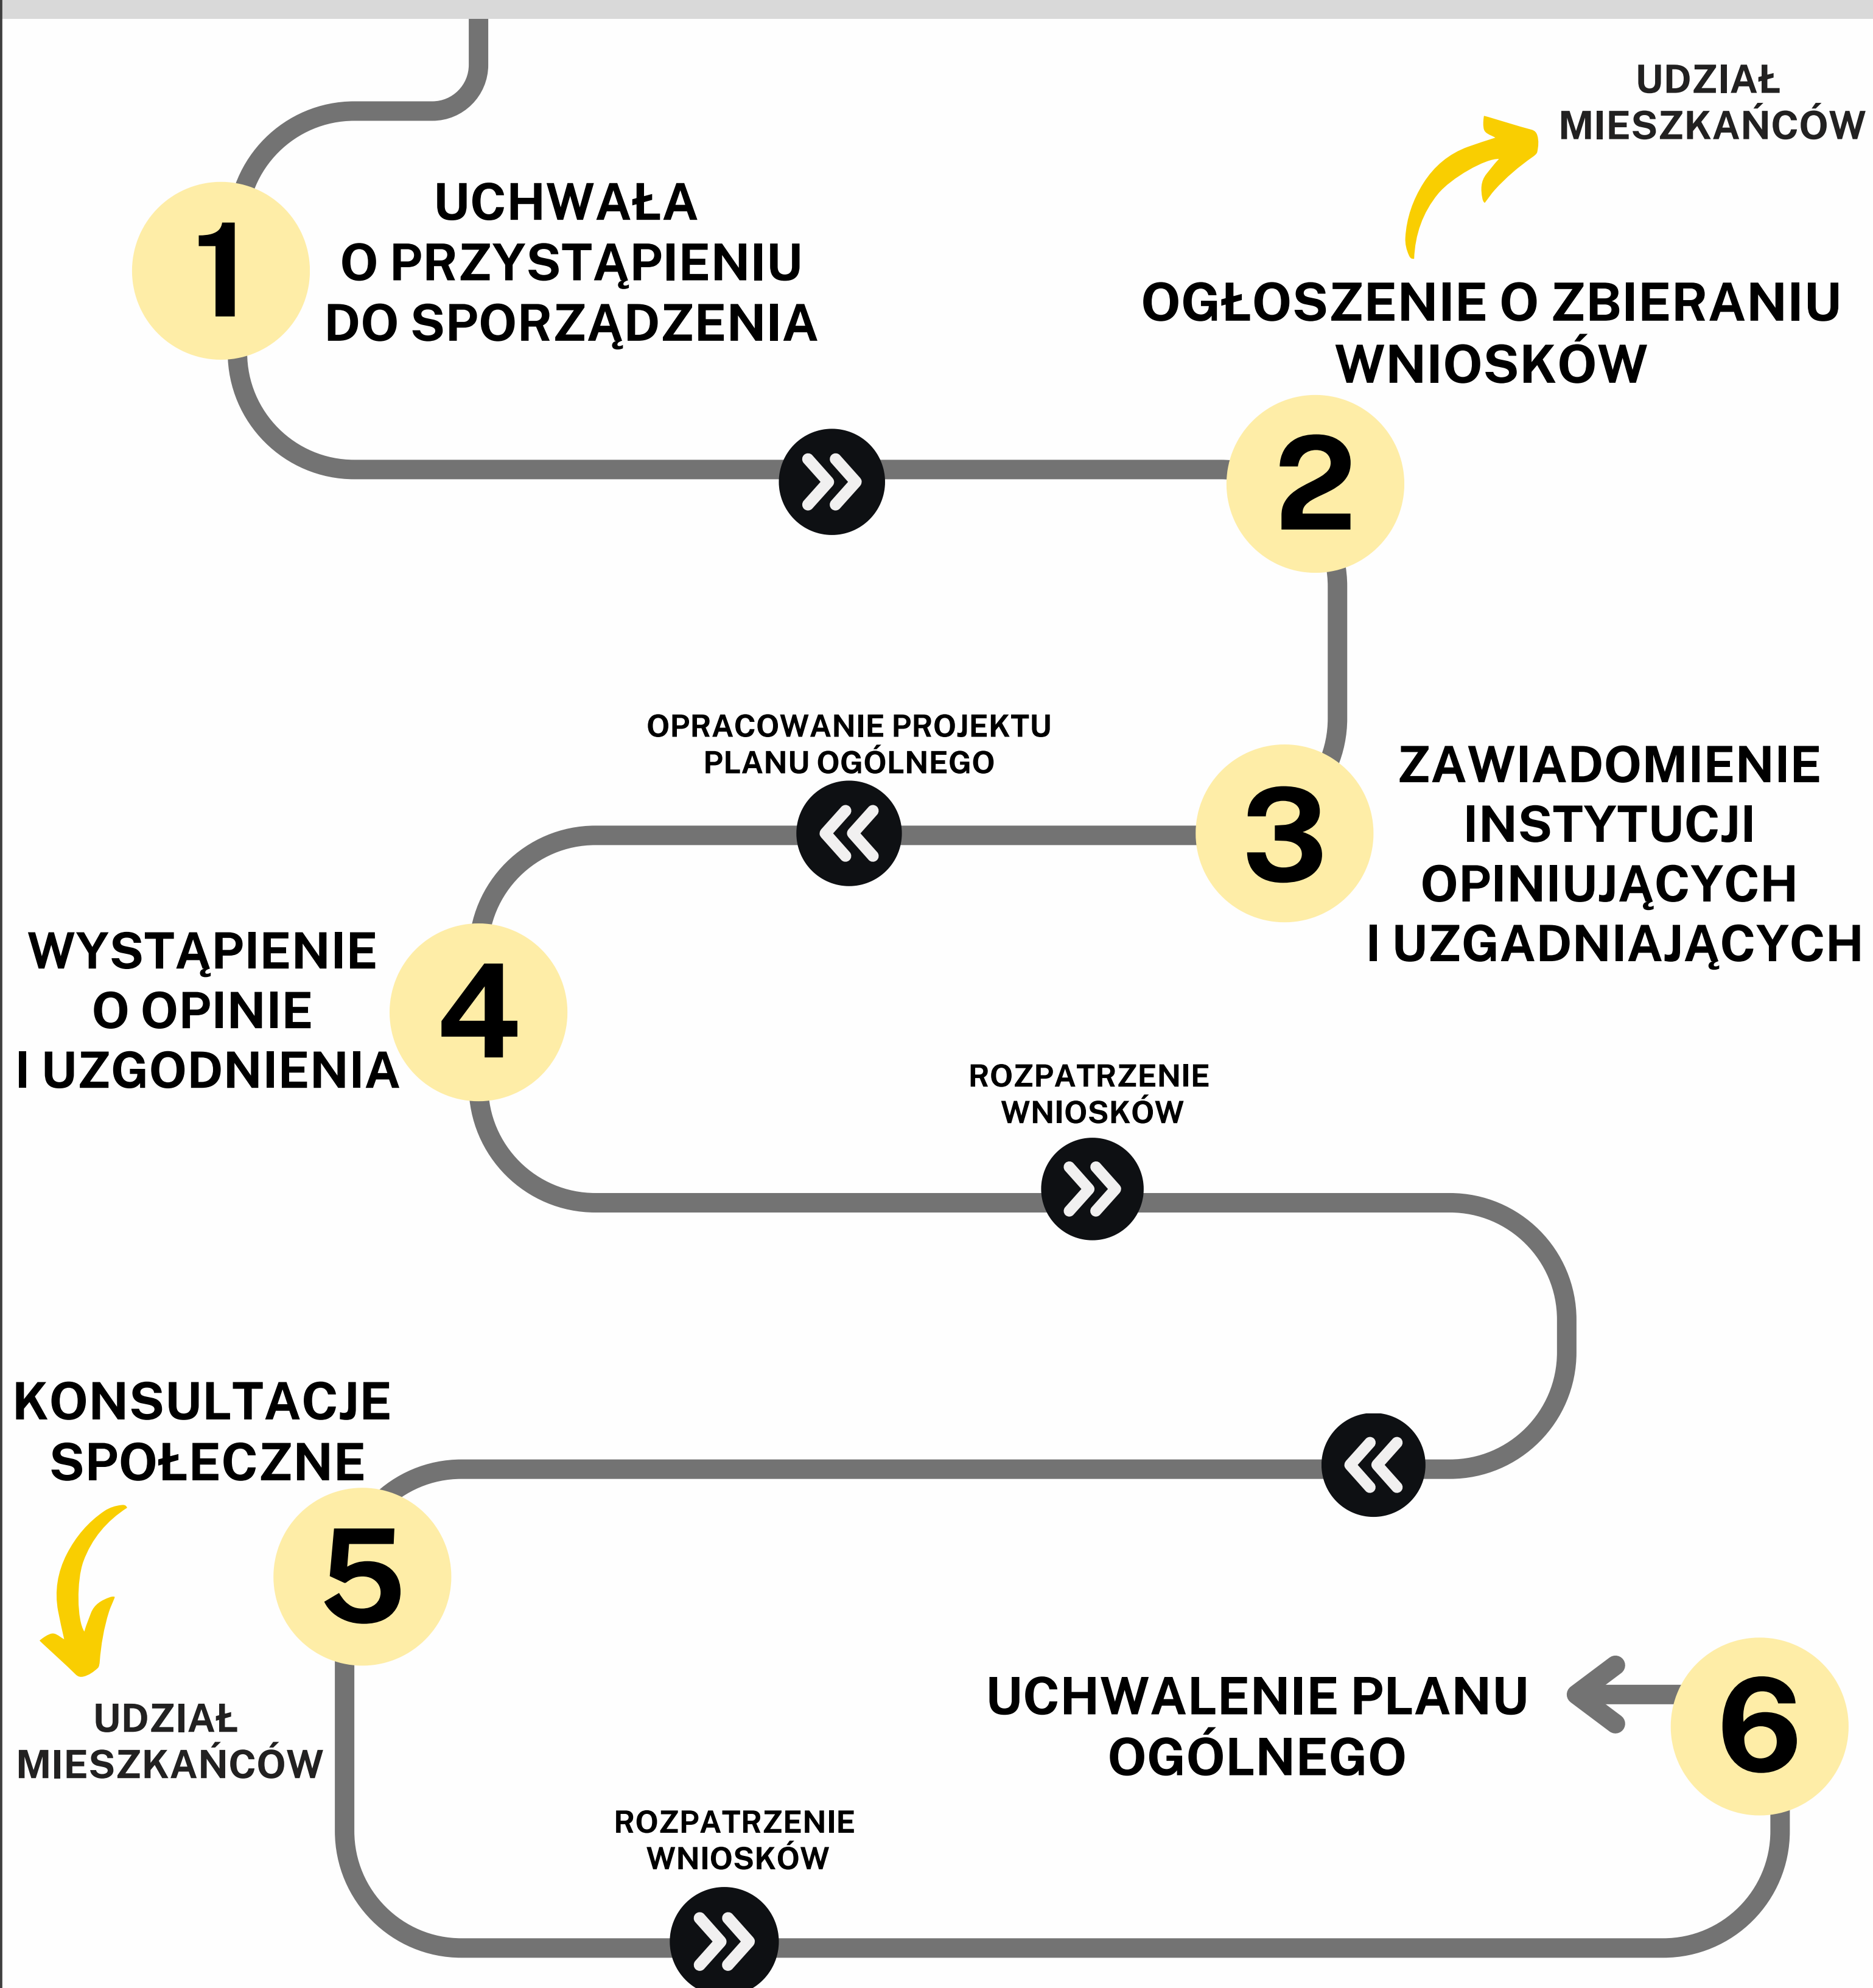 UDZIAŁ
MIESZKAŃCÓW
1
UCHWAŁA
O PRZYSTĄPIENIU
DO SPORZĄDZENIA
OGŁOSZENIE O ZBIERANIU
WNIOSKÓW
2
OPRACOWANIE PROJEKTU
PLANU OGÓLNEGO
3
ZAWIADOMIENIE
INSTYTUCJI
OPINIUJĄCYCH
I UZGADNIAJĄCYCH
WYSTĄPIENIE
O OPINIE
I UZGODNIENIA
4
ROZPATRZENIE
WNIOSKÓW
KONSULTACJE
SPOŁECZNE
5
UDZIAŁ
MIESZKAŃCÓW
UCHWALENIE PLANU
OGÓLNEGO
6
ROZPATRZENIE
WNIOSKÓW